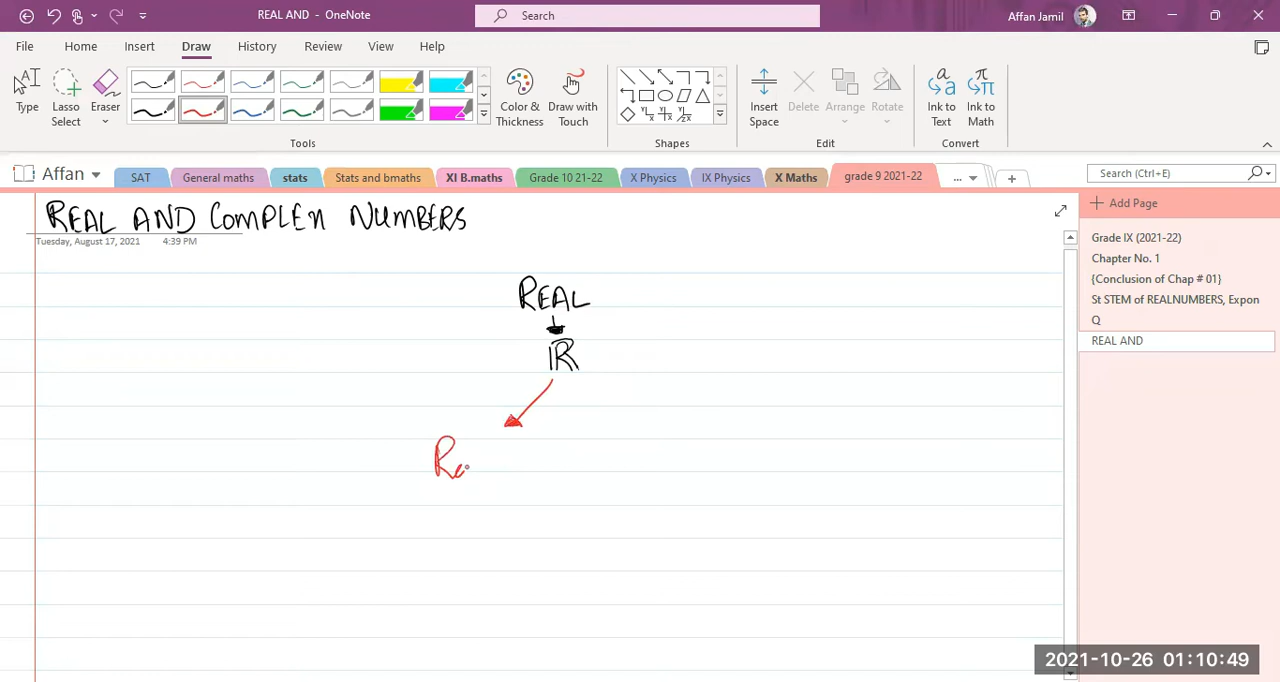 REAL AND - OneNote
Search
Affan Jamil
File Home Insert Draw View History Review View Help
Type
Lasso Select
Eraser
Color & Thickness
Draw with Touch
Insert Space
Delete
Arrange
Rotate
Ink to Text
Ink to Math
Tools
Shapes
Edit
Convert
Affan
SAT
General maths
stats
Stats and bmaths
XI B.maths
Grade 10 21-22
X Physics
IX Physics
X Maths
grade 9 2021-22
...
Search (Ctrl+E)
REAL AND COMPLEX NUMBERS
Tuesday, August 17, 2021 4:39 PM
Add Page
Grade IX (2021-22)
Chapter No. 1
{Conclusion of Chap # 01}
St STEM of REALNUMBERS, Expon
Q
REAL AND
REAL
IR
Re
2021-10-26 01:10:49